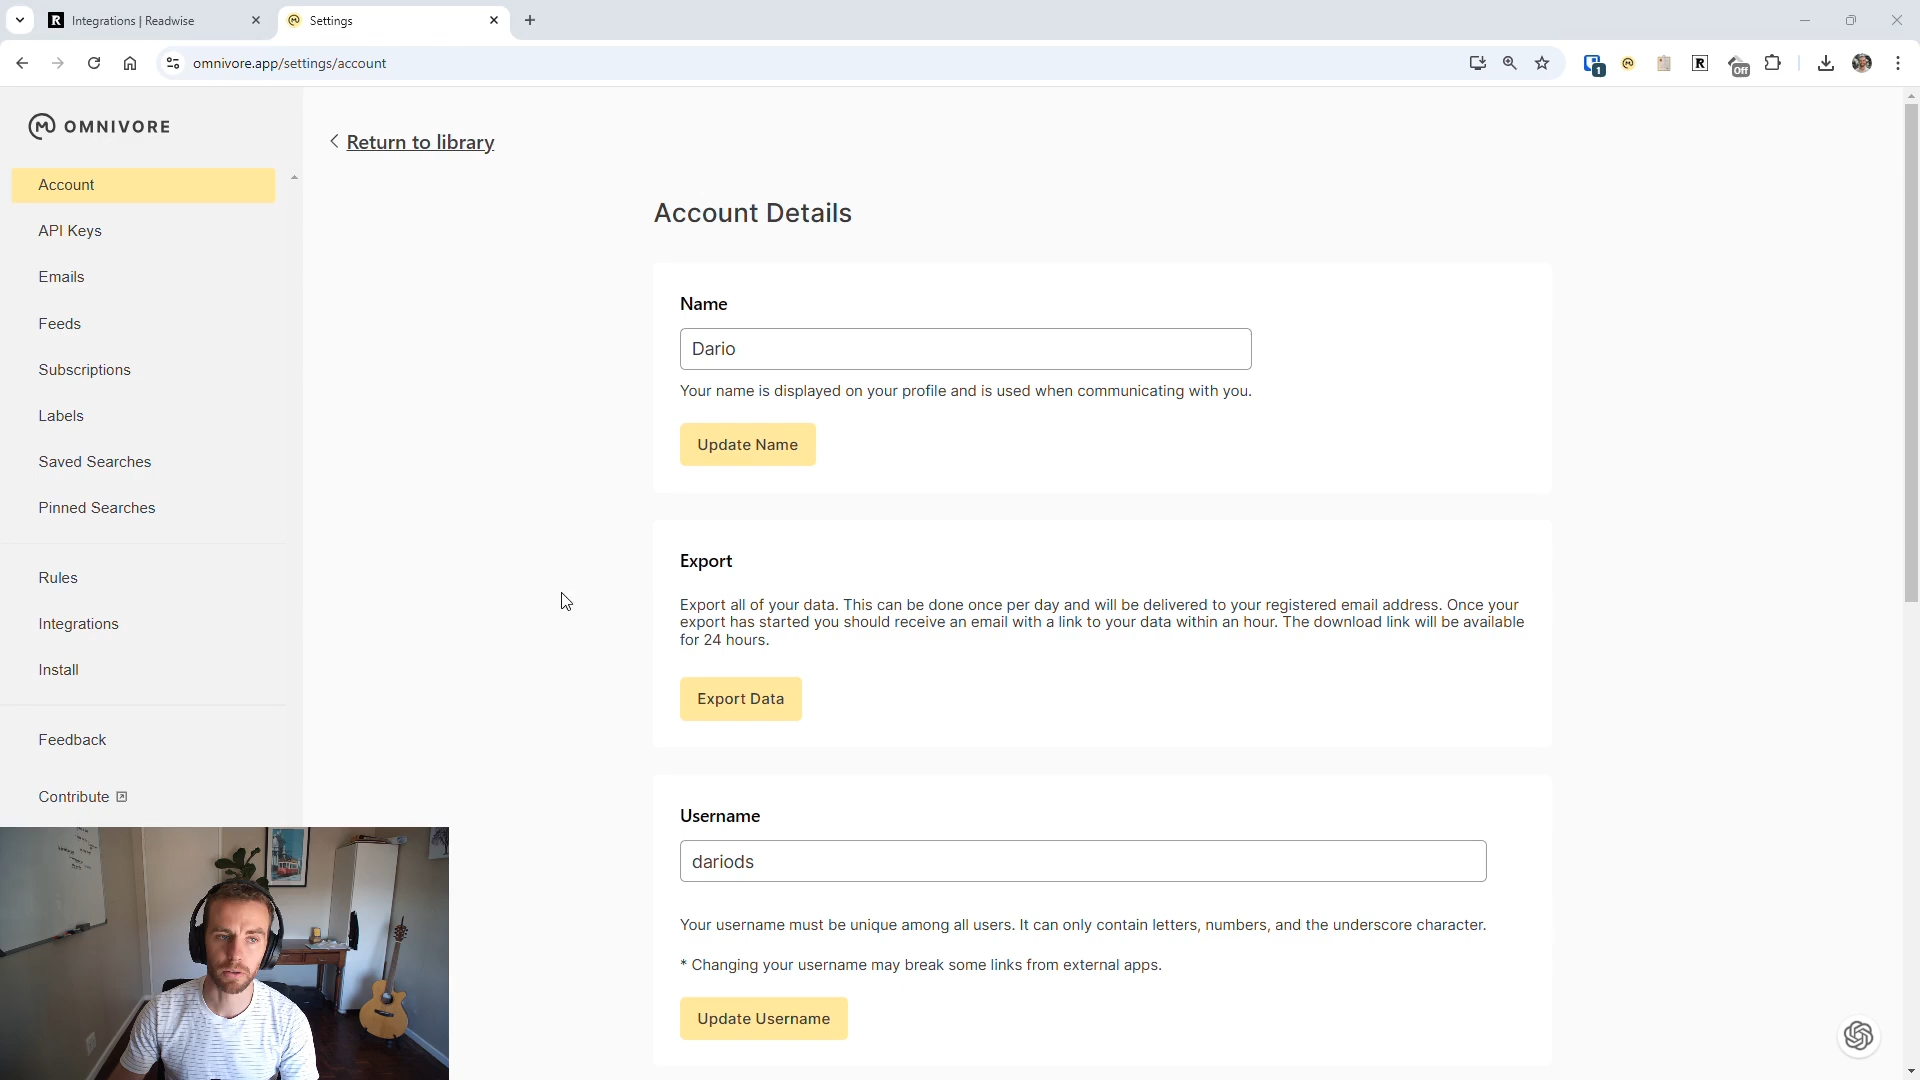 Integrations | Readwise
Settings
omnivore.app/settings/account
1
R
Off
OMNIVORE
Return to library
Account
API Keys
Emails
Feeds
Subscriptions
Labels
Saved Searches
Pinned Searches
Rules
Integrations
Install
Feedback
Contribute
Account Details
Name
Dario
Your name is displayed on your profile and is used when communicating with you.
Update Name
Export
Export all of your data. This can be done once per day and will be delivered to your registered email address. Once your
export has started you should receive an email with a link to your data within an hour. The download link will be available
for 24 hours.
Export Data
Username
dariods
Your username must be unique among all users. It can only contain letters, numbers, and the underscore character.
* Changing your username may break some links from external apps.
Update Username